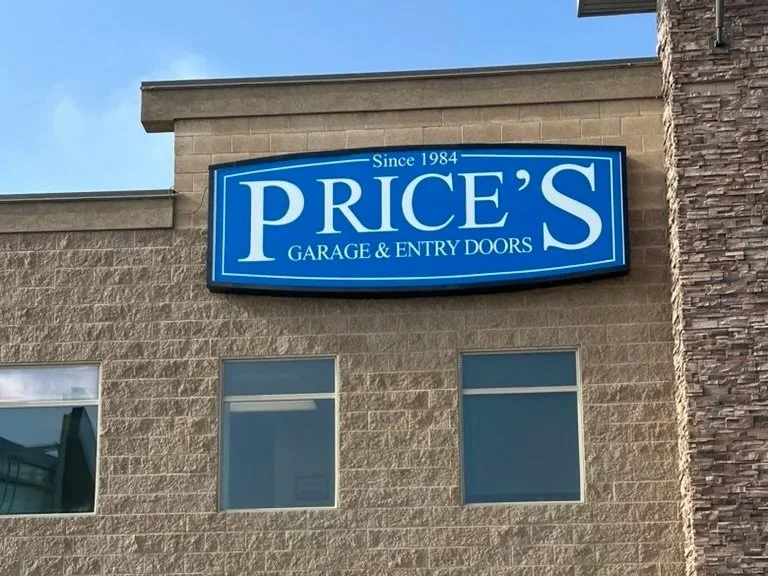 Since 1984
PRICE'S
GARAGE & ENTRY DOORS